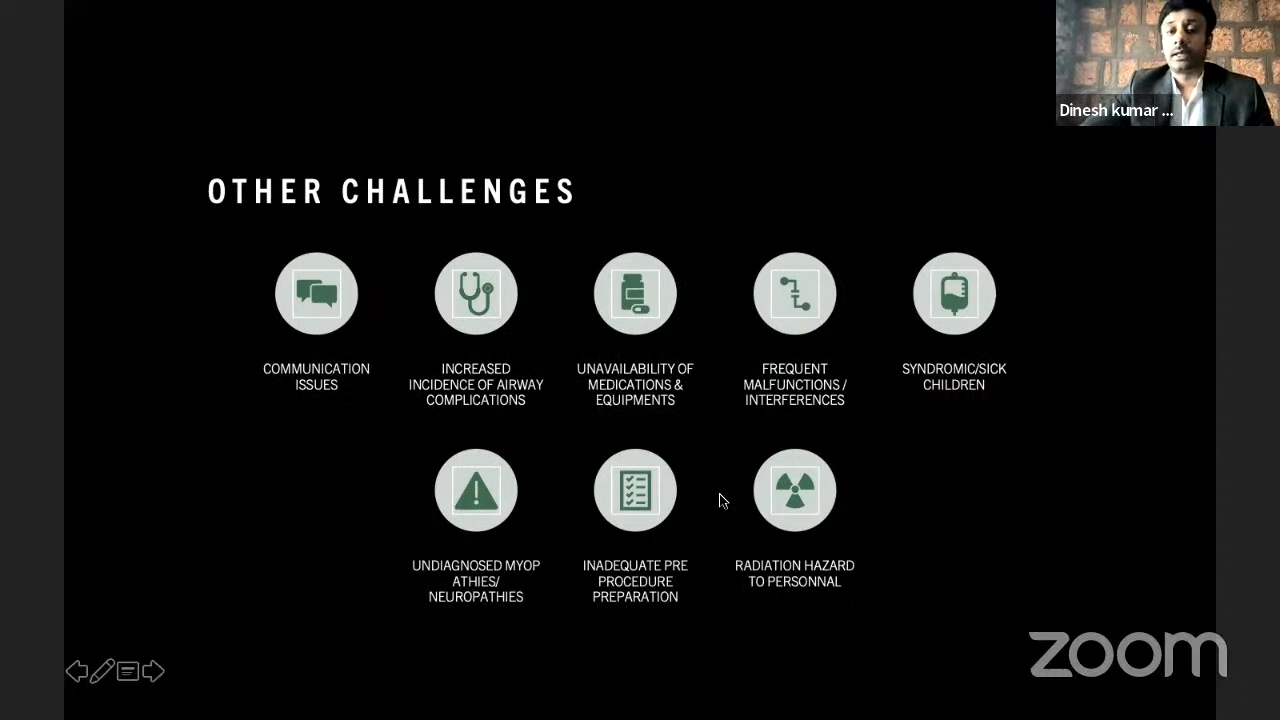 Dinesh kumar ...
OTHER CHALLENGES
COMMUNICATION
ISSUES
INCREASED
INCIDENCE OF AIRWAY
COMPLICATIONS
UNAVAILABILITY OF
MEDICATIONS &
EQUIPMENTS
FREQUENT
MALFUNCTIONS /
INTERFERENCES
SYNDROMIC/SICK
CHILDREN
UNDIAGNOSED MYOP
ATHIES/
NEUROPATHIES
INADEQUATE PRE
PROCEDURE
PREPARATION
RADIATION HAZARD
TO PERSONNAL
zoom